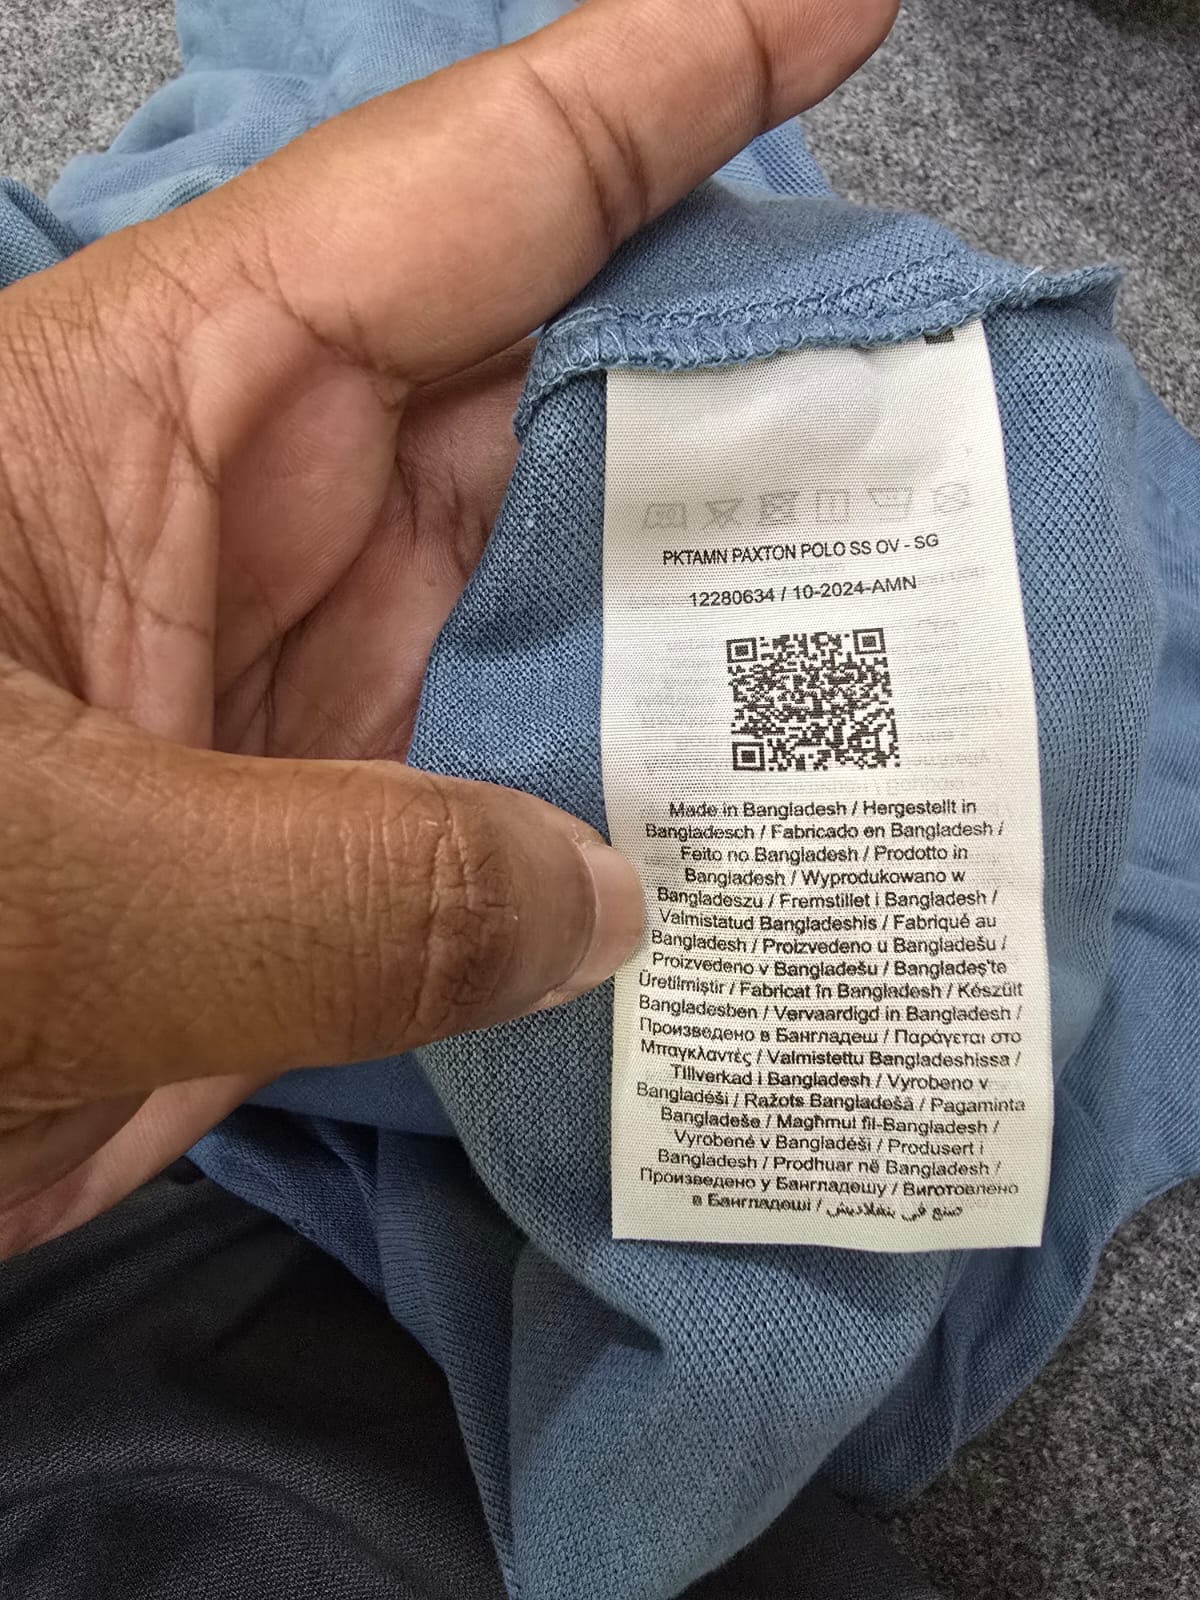 PKTAMN PAXTON POLO SS OV - SG
12280634 / 10-2024-AMN
Made in Bangladesh / Hergestellt in
Bangladesch / Fabricado en Bangladesh /
Feito no Bangladesh / Prodotto in
Bangladesh / Wyprodukowano w
Bangladeszu / Fremstillet i Bangladesh /
Valmistatud Bangladeshis / Fabriqué au
Bangladesh / Proizvedeno u Bangladešu /
Proizvedeno v Bangladešu / Bangladeş'te
Üretilmiştir / Fabricat în Bangladesh / Készült
Bangladesben / Vervaardigd in Bangladesh /
Произведено в Бангладеш / Παράγεται στο
Μπαγκλαντές / Valmistettu Bangladeshissa /
Tillverkad i Bangladesh / Vyrobeno v
Bangladéši / Ražots Bangladešā / Pagaminta
Bangladeše / Magħmul fil-Bangladesh /
Vyrobené v Bangladéši / Produsert i
Bangladesh / Prodhuar në Bangladesh /
Произведено у Бангладешу / Виготовлено
в Бангладеші / صنع في بنغلاديش